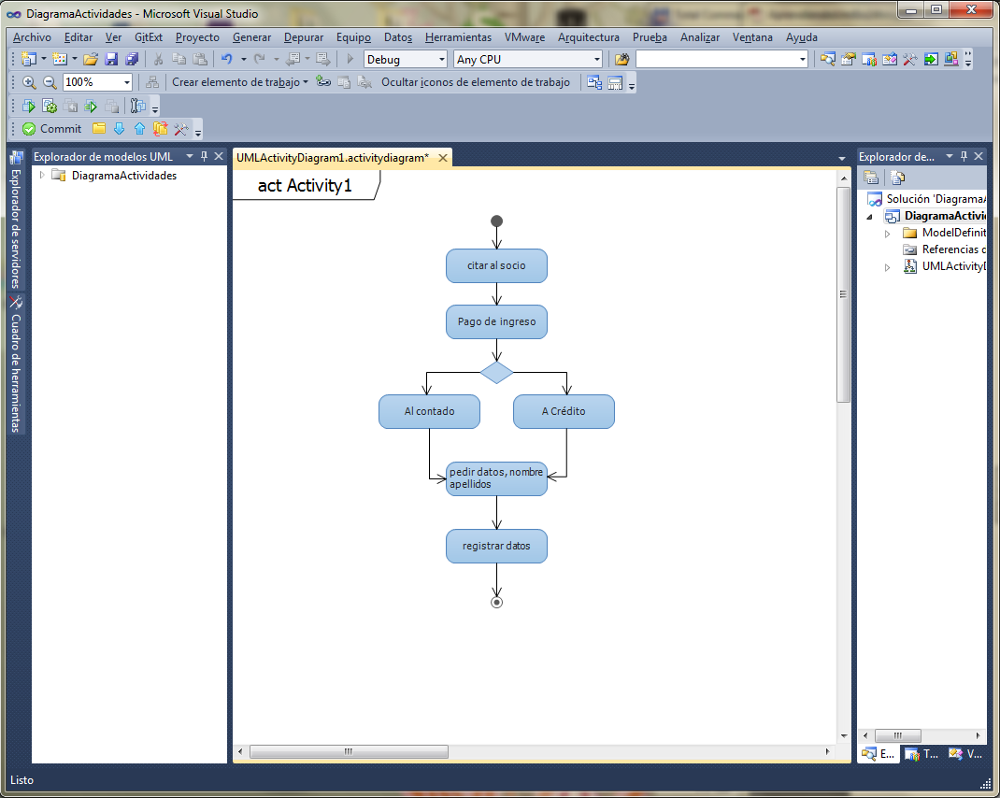 DiagramaActividades - Microsoft Visual Studio
Archivo Editar Ver GitExt Proyecto Generar Depurar Equipo Datos Herramientas VMware Arquitectura Prueba Analizar Ventana Ayuda
Debug Any CPU
100% Crear elemento de trabajo Ocultar iconos de elemento de trabajo
Commit
Explorador de servidores
Cuadro de herramientas
Explorador de modelos UML
DiagramaActividades
UMLActivityDiagram1.activitydiagram*
act Activity1
citar al socio
Pago de ingreso
Al contado
A Crédito
pedir datos, nombre
apellidos
registrar datos
Explorador de...
Solución 'Diagrama
DiagramaActivi
ModelDefinit
Referencias
UMLActivity
E... T... V...
Listo